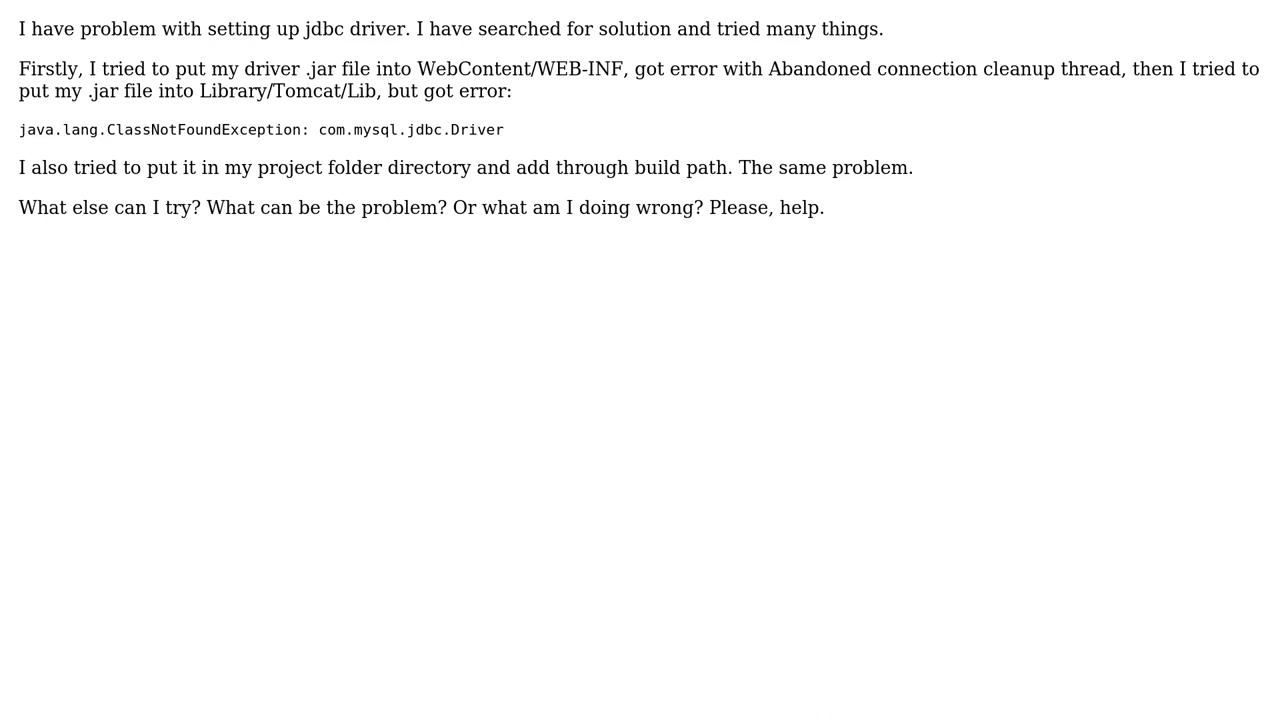 I have problem with setting up jdbc driver. I have searched for solution and tried many things.
Firstly, I tried to put my driver .jar file into WebContent/WEB-INF, got error with Abandoned connection cleanup thread, then I tried to
put my .jar file into Library/Tomcat/Lib, but got error:
java.lang.ClassNotFoundException: com.mysql.jdbc.Driver
I also tried to put it in my project folder directory and add through build path. The same problem.
What else can I try? What can be the problem? Or what am I doing wrong? Please, help.